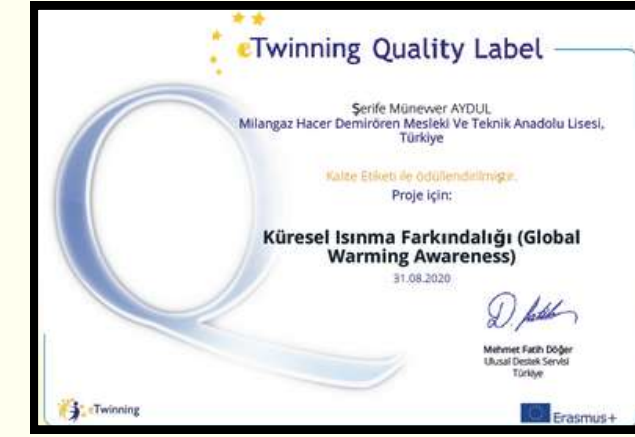 eTwinning Quality Label
Şerife Münevver AYDUL
Milangaz Hacer Demirören Mesleki Ve Teknik Anadolu Lisesi,
Türkiye
Kalite Etiketi ile ödüllendirilmiştir.
Proje için:
Küresel Isınma Farkındalığı (Global
Warming Awareness)
31.08.2020
D. Fatih
Mehmet Fatih Döğer
Ulusal Destek Servisi
Türkiye
eTwinning
Erasmus+